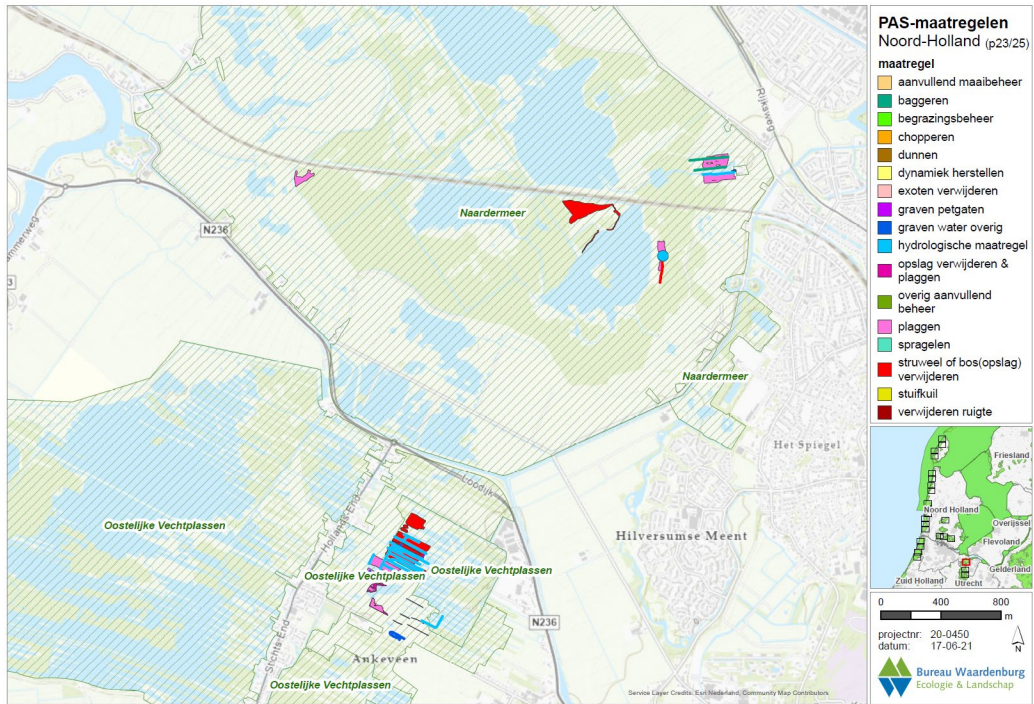 Rijksweg
Naardermeer
N236
Naardermeer
Het Spiegel
Loodijk
Hollands-End
Oostelijke Vechtplassen
Hilversumse Meent
Oostelijke Vechtplassen
Oostelijke Vechtplassen
N236
Stichts-End
Ankeveen
Oostelijke Vechtplassen
Service Layer Credits: Esri Nederland, Community Map Contributors
PAS-maatregelen
Noord-Holland (p23/25)
maatregel
aanvullend maaibeheer
baggeren
begrazingsbeheer
chopperen
dunnen
dynamiek herstellen
exoten verwijderen
graven petgaten
graven water overig
hydrologische maatregel
opslag verwijderen &
plaggen
overig aanvullend
beheer
plaggen
spragelen
struweel of bos(opslag)
verwijderen
stuifkuil
verwijderen ruigte
Friesland
Noord Holland
Overijssel
Flevoland
Gelderland
Zuid Holland
Utrecht
0 400 800
m
projectnr: 20-0450
datum: 17-06-21
N
Bureau Waardenburg
Ecologie & Landschap